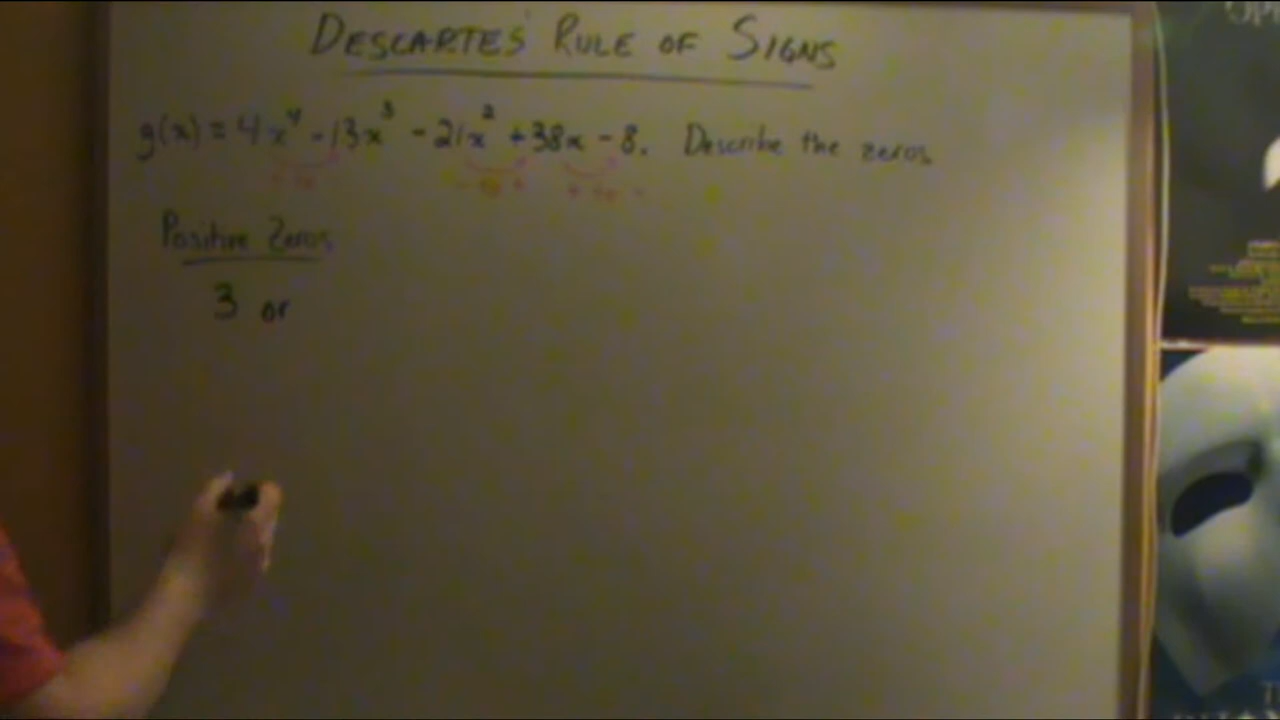 DESCARTES' RULE OF SIGNS
g(x) = 4x⁴ - 13x³ - 21x² + 38x - 8. Describe the zeros.
Positive Zeros
3 or